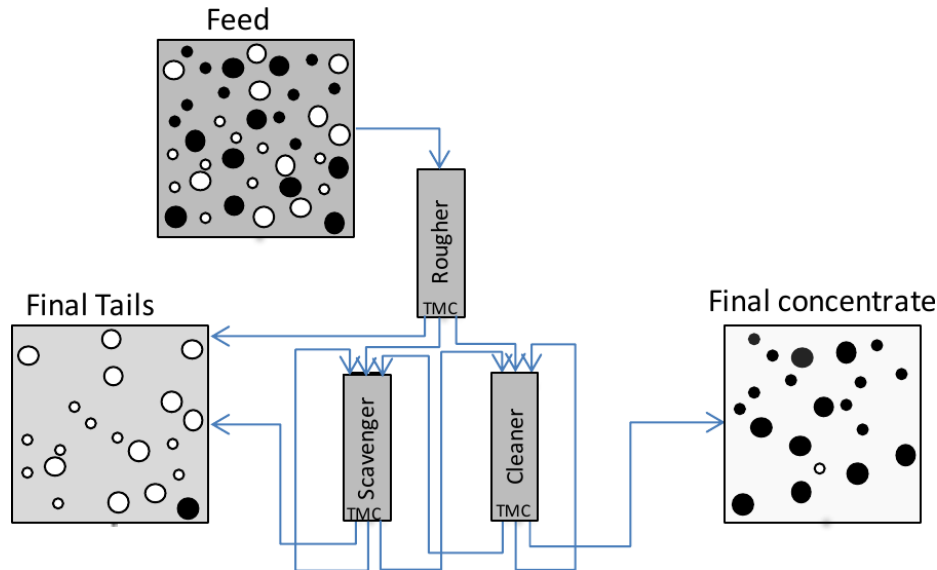 Feed
Rougher
TMC
Final Tails
Final concentrate
Scavenger
TMC
Cleaner
TMC